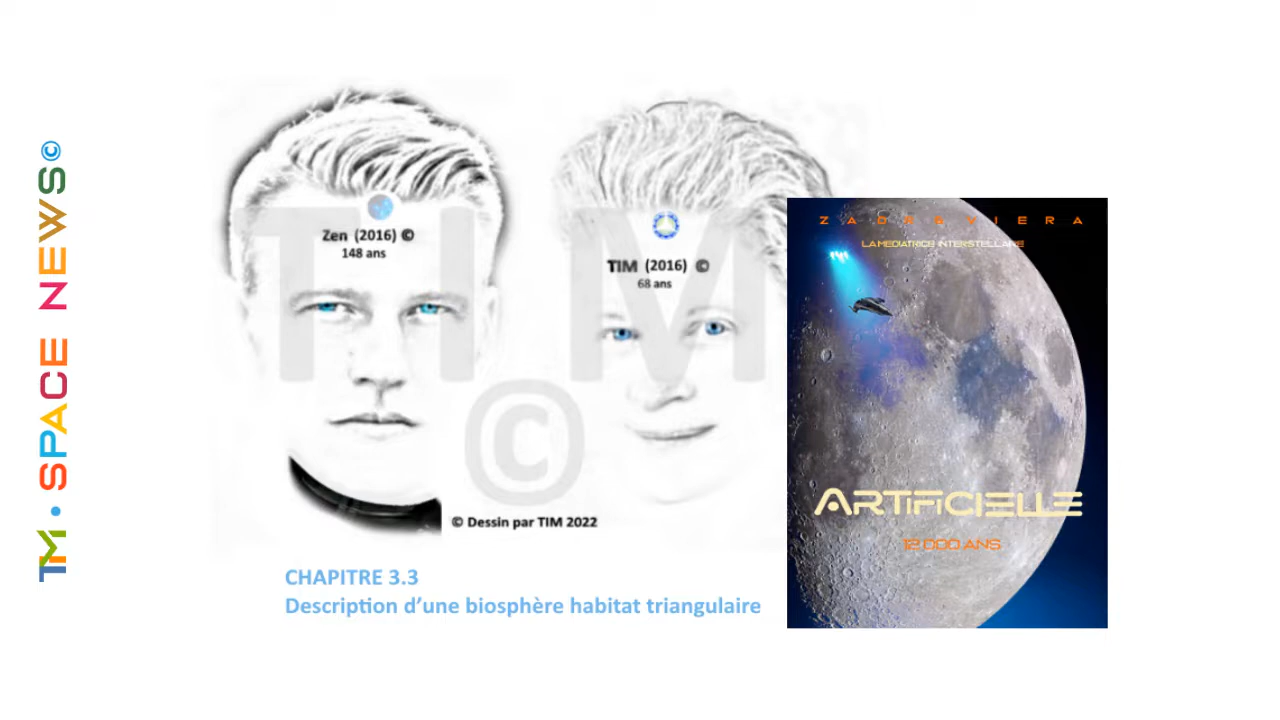 TM • SPACE NEWS©
Zen (2016) ©
148 ans
TIM (2016) ©
68 ans
TIM
©
© Dessin par TIM 2022
CHAPITRE 3.3
Description d’une biosphère habitat triangulaire
LA MEDIATRICE INTERSTELLAIRE
ARTIFICIELLE
12 000 ANS